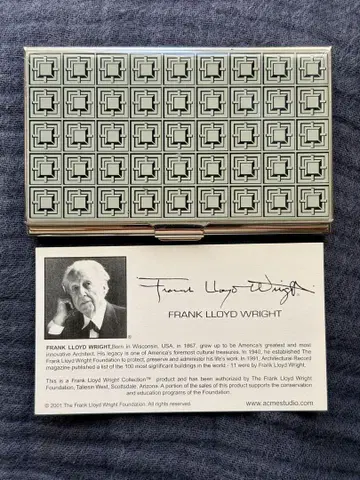 Frank Lloyd Wright
FRANK LLOYD WRIGHT
®
FRANK LLOYD WRIGHT,Born in Wisconsin, USA, in 1867, grew up to be America's greatest and most
innovative Architect. His legacy is one of America's foremost cultural treasures. In 1940, he established The
Frank Lloyd Wright Foundation to protect, preserve and administer his life's work. In 1991, Architectural Record
magazine published a list of the 100 most significant buildings in the world - 11 were by Frank Lloyd Wright.
This is a Frank Lloyd Wright Collection™ product and has been authorized by The Frank Lloyd Wright
Foundation, Taliesin West, Scottsdale, Arizona. A portion of the sales of this product supports the conservation
and education programs of the Foundation.
© 2001 The Frank Lloyd Wright Foundation. All rights reserved.
www.acmestudio.com